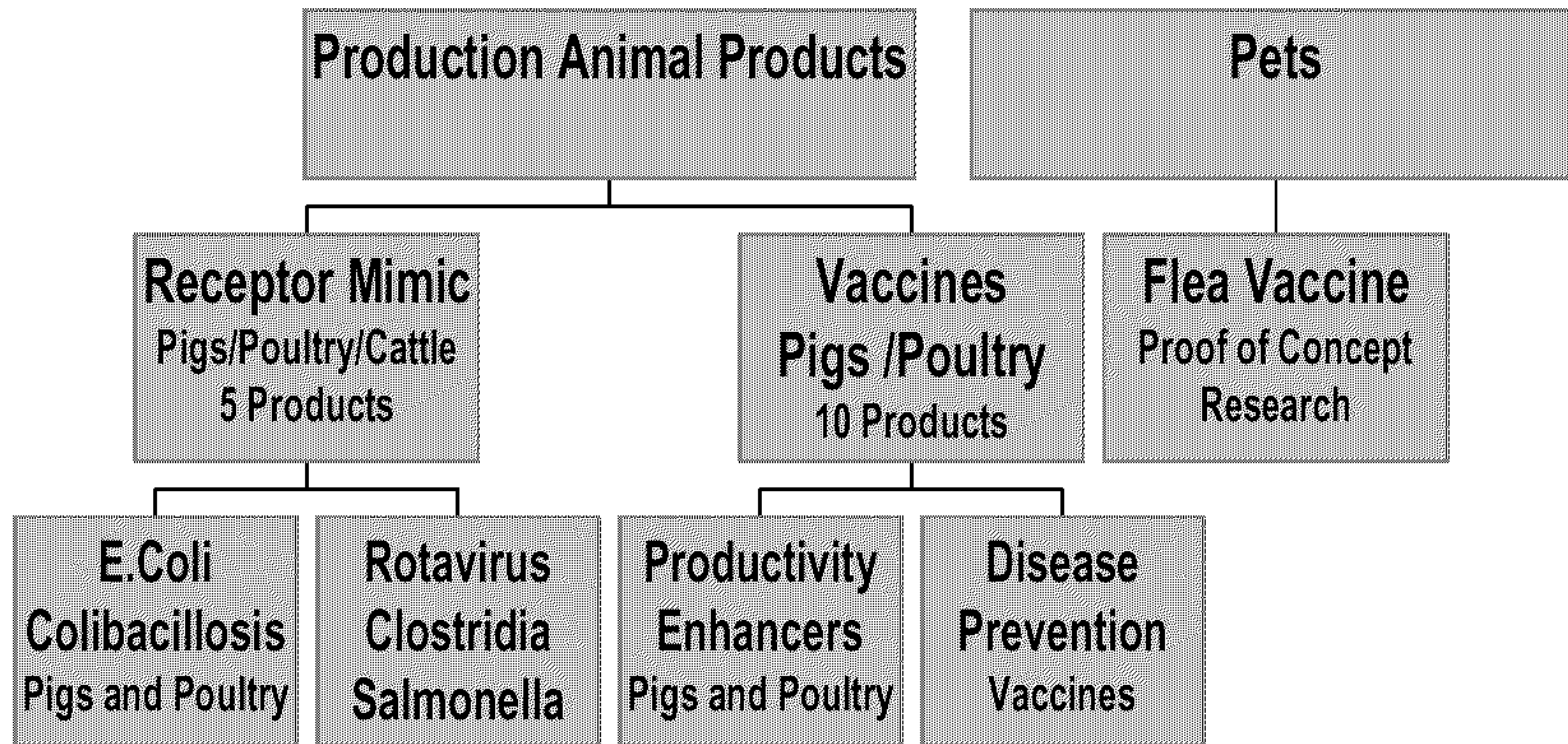 Production Animal Products
Pets
Receptor Mimic
Pigs/Poultry/Cattle
5 Products
Vaccines
Pigs /Poultry
10 Products
Flea Vaccine
Proof of Concept
Research
E.Coli
Colibacillosis
Pigs and Poultry
Rotavirus
Clostridia
Salmonella
Productivity
Enhancers
Pigs and Poultry
Disease
Prevention
Vaccines